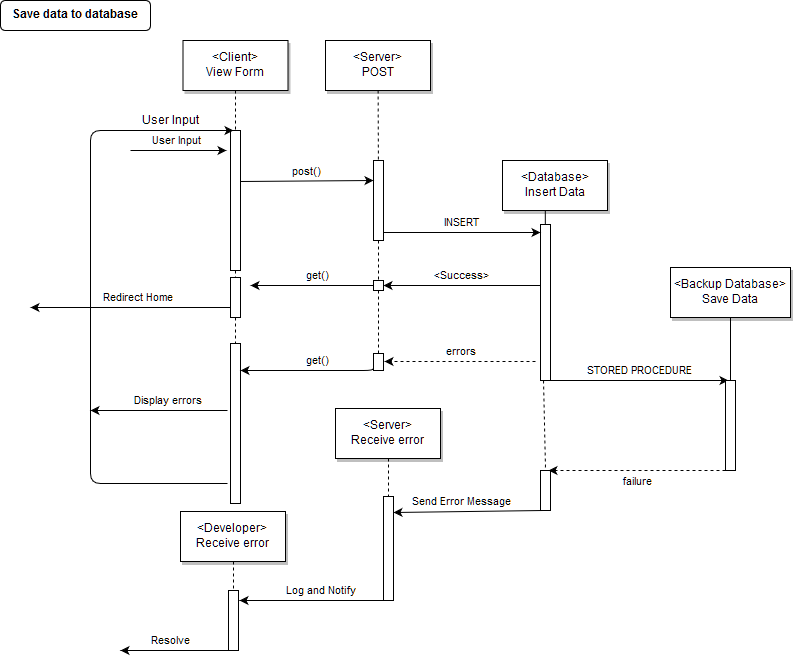 Save data to database
<Client>
View Form
<Server>
POST
User Input
User Input
post()
<Database>
Insert Data
INSERT
get()
<Success>
<Backup Database>
Save Data
Redirect Home
errors
get()
STORED PROCEDURE
Display errors
<Server>
Receive error
failure
Send Error Message
<Developer>
Receive error
Log and Notify
Resolve